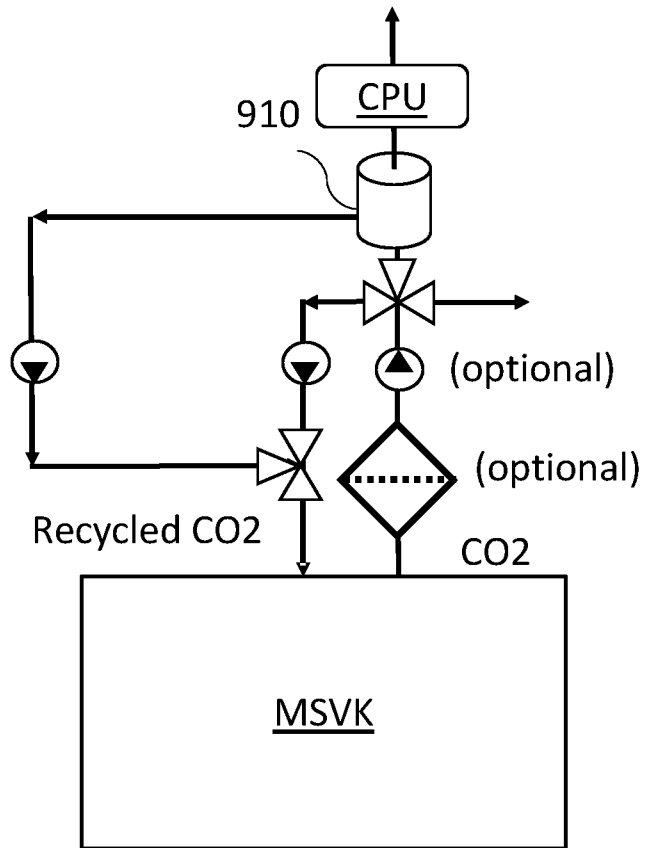 CPU
910
(optional)
(optional)
Recycled CO2
CO2
MSVK